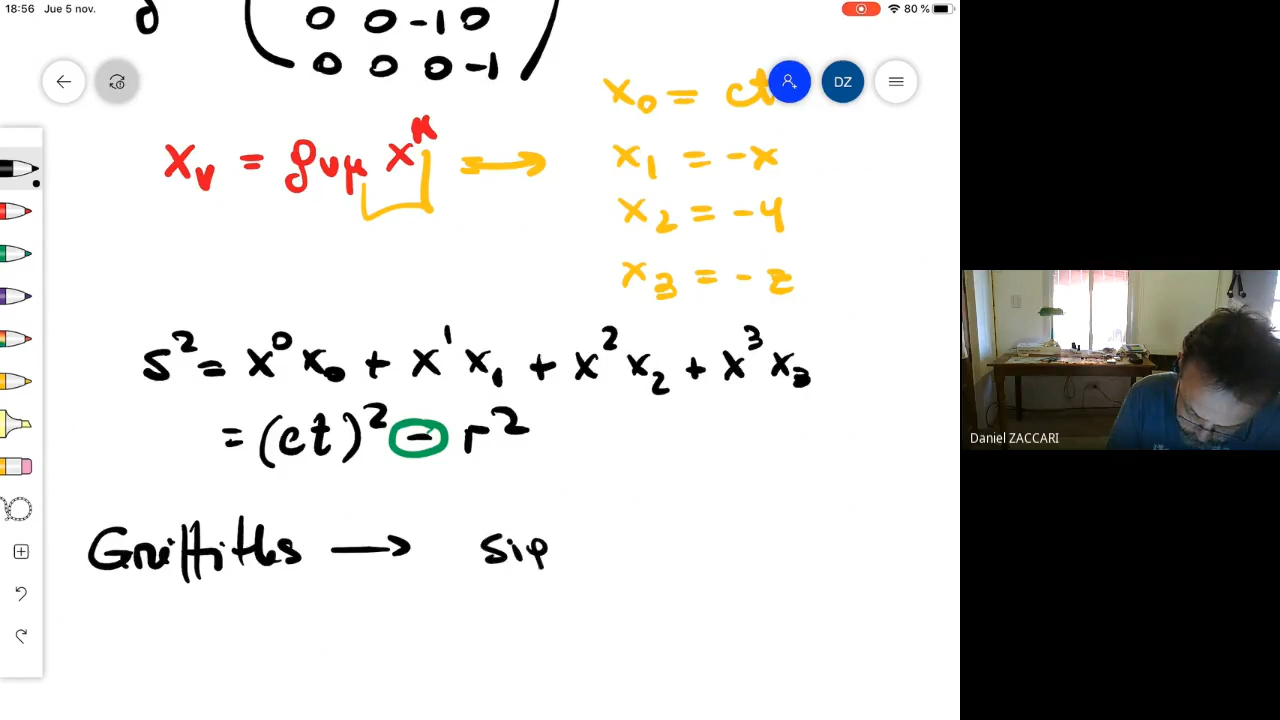 18:56 Jue 5 nov.
80 %
0 0 -1 0
0 0 0 -1
DZ
x₀ = ct
x_ν = g_νμ x^μ ⟷ x₁ = -x
x₂ = -y
x₃ = -z
s² = x⁰x₀ + x¹x₁ + x²x₂ + x³x₃
= (ct)² - r²
Griffiths → sig
Daniel ZACCARI